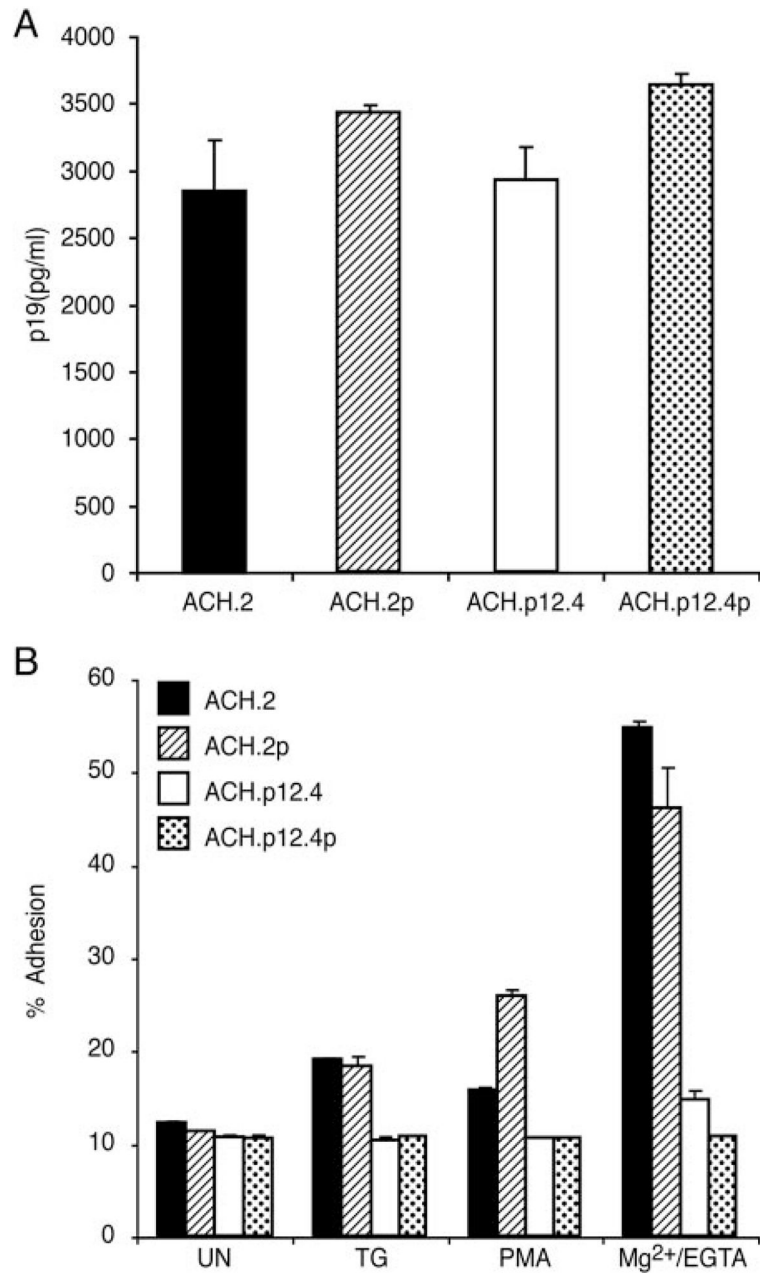 A
4000
3500
3000
2500
2000
1500
1000
500
0
p19(pg/ml)
ACH.2 ACH.2p ACH.p12.4 ACH.p12.4p
B
60
50
40
30
20
10
0
% Adhesion
ACH.2
ACH.2p
ACH.p12.4
ACH.p12.4p
UN TG PMA Mg²⁺/EGTA